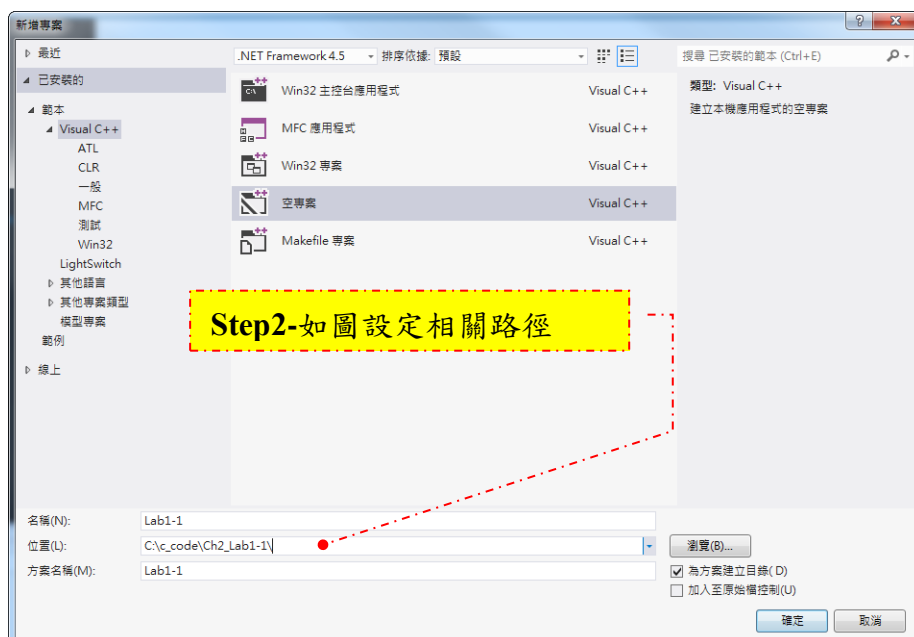 新增專案
最近
已安裝的
範本
Visual C++
ATL
CLR
一般
MFC
測試
Win32
LightSwitch
其他語言
其他專案類型
模型專案
範例
線上
.NET Framework 4.5 排序依據: 預設
Win32 主控台應用程式 Visual C++
MFC 應用程式 Visual C++
Win32 專案 Visual C++
空專案 Visual C++
Makefile 專案 Visual C++
搜尋 已安裝的範本 (Ctrl+E)
類型: Visual C++
建立本機應用程式的空專案
Step2-如圖設定相關路徑
名稱(N): Lab1-1
位置(L): C:\c_code\Ch2_Lab1-1\ 瀏覽(B)...
方案名稱(M): Lab1-1
為方案建立目錄( D)
加入至原始檔控制(U)
確定 取消